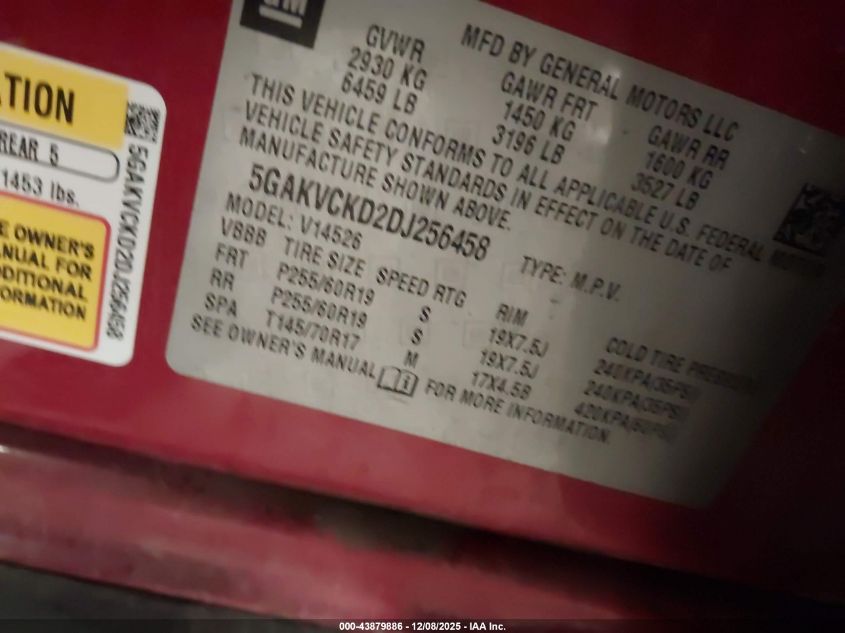 GM
MFD BY GENERAL MOTORS LLC
GVWR GAWR FRT GAWR RR
2930 KG 1450 KG 1600 KG
6459 LB 3196 LB 3527 LB
THIS VEHICLE CONFORMS TO ALL APPLICABLE U.S. FEDERAL MOTOR
VEHICLE SAFETY STANDARDS IN EFFECT ON THE DATE OF
MANUFACTURE SHOWN ABOVE.
5GAKVCKD2DJ256458 TYPE: M.P.V.
MODEL: V14526
VBBB TIRE SIZE SPEED RTG RIM COLD TIRE PRESSURE
FRT P255/60R19 S 19X7.5J 240KPA(35PSI)
RR P255/60R19 S 19X7.5J 240KPA(35PSI)
SPA T145/70R17 M 17X4.5B 420KPA(60PSI)
SEE OWNER'S MANUAL FOR MORE INFORMATION.
ATION
REAR 5
1453 lbs.
E OWNER'S
ANUAL FOR
DDITIONAL
ORMATION
5GAKVCKD2DJ256458
000-43879886 - 12/08/2025 - IAA Inc.